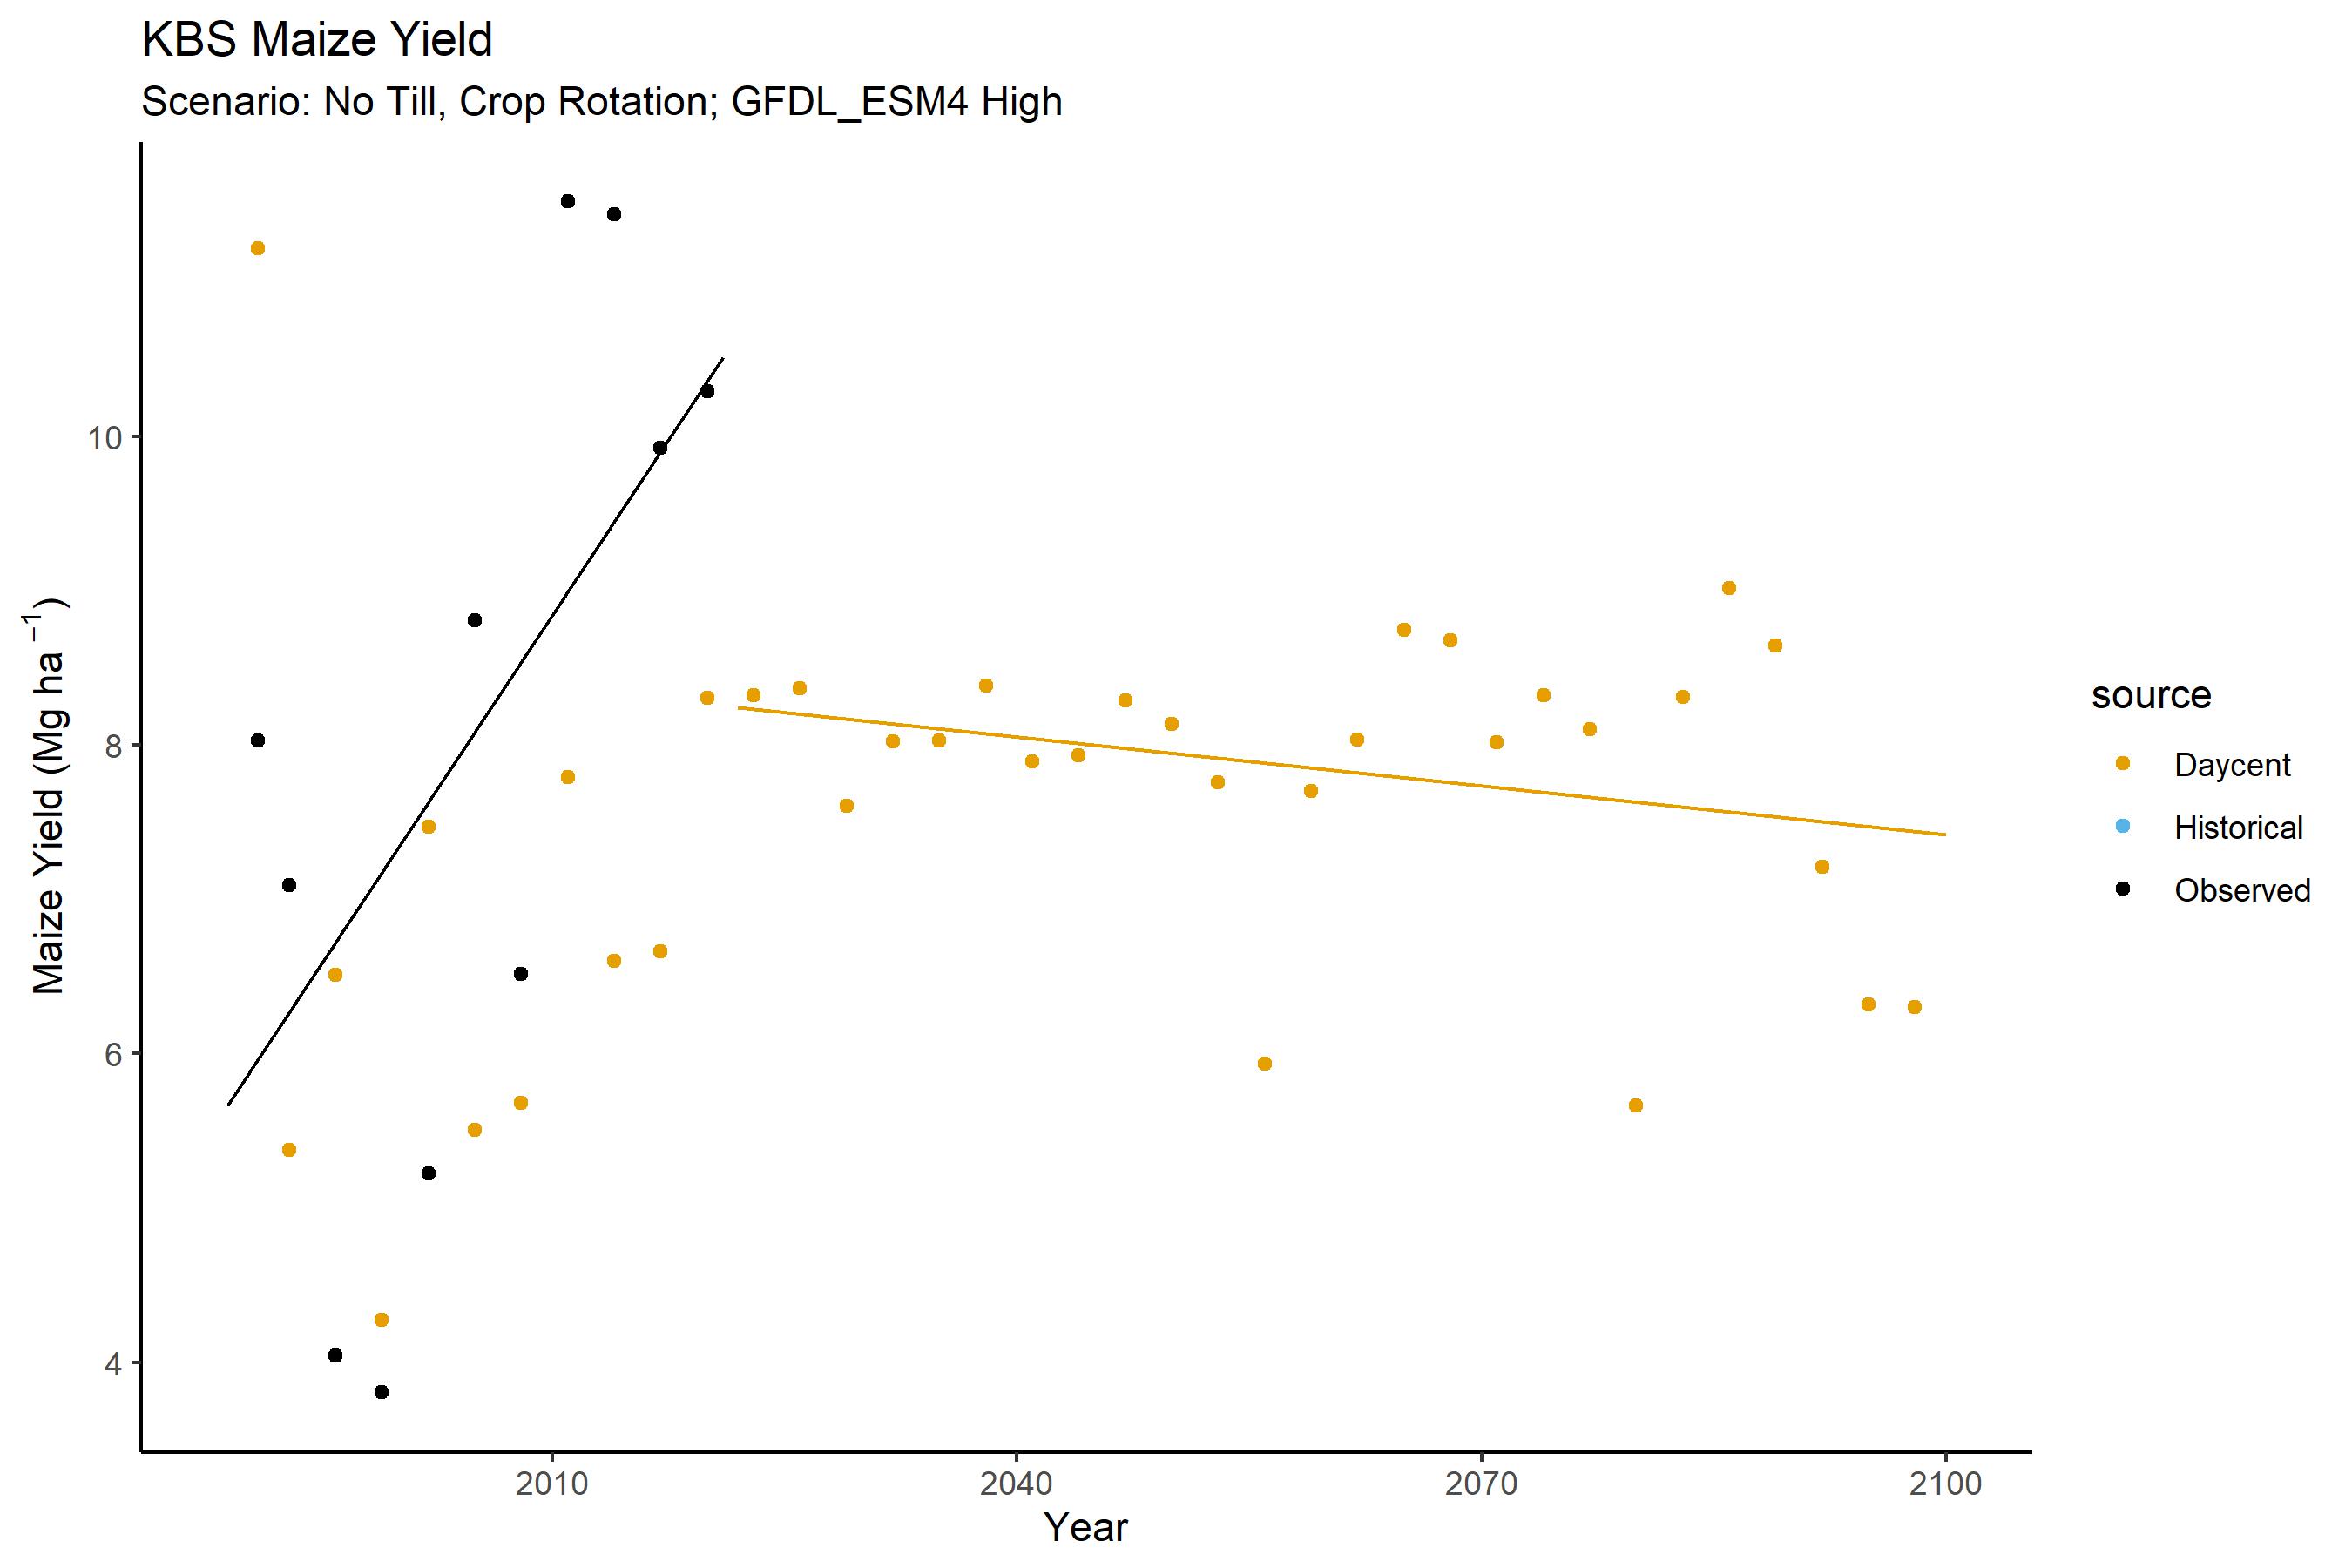 KBS Maize Yield
Scenario: No Till, Crop Rotation; GFDL_ESM4 High
Maize Yield (Mg ha −1)
10
8
6
4
2010
2040
2070
2100
Year
source
Daycent
Historical
Observed